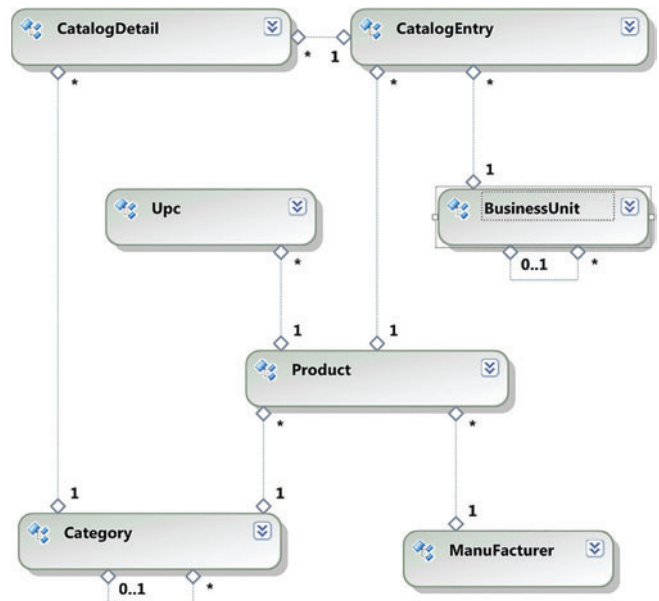 CatalogDetail
CatalogEntry
* 1
* * *
1
Upc
BusinessUnit
* 0..1 *
1 1
Product
* *
1 1
1
Category
ManuFacturer
0..1 *